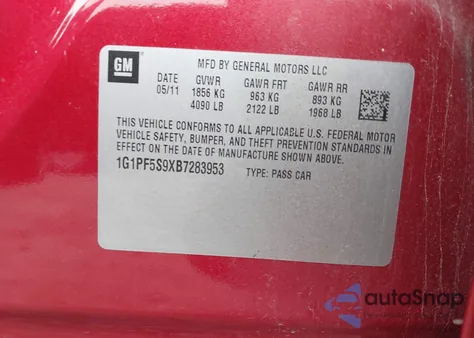 GM
MFD BY GENERAL MOTORS LLC
DATE GVWR GAWR FRT GAWR RR
05/11 1856 KG 963 KG 893 KG
4090 LB 2122 LB 1968 LB
THIS VEHICLE CONFORMS TO ALL APPLICABLE U.S. FEDERAL MOTOR
VEHICLE SAFETY, BUMPER, AND THEFT PREVENTION STANDARDS IN
EFFECT ON THE DATE OF MANUFACTURE SHOWN ABOVE.
1G1PF5S9XB7283953 TYPE: PASS CAR
autoSnap